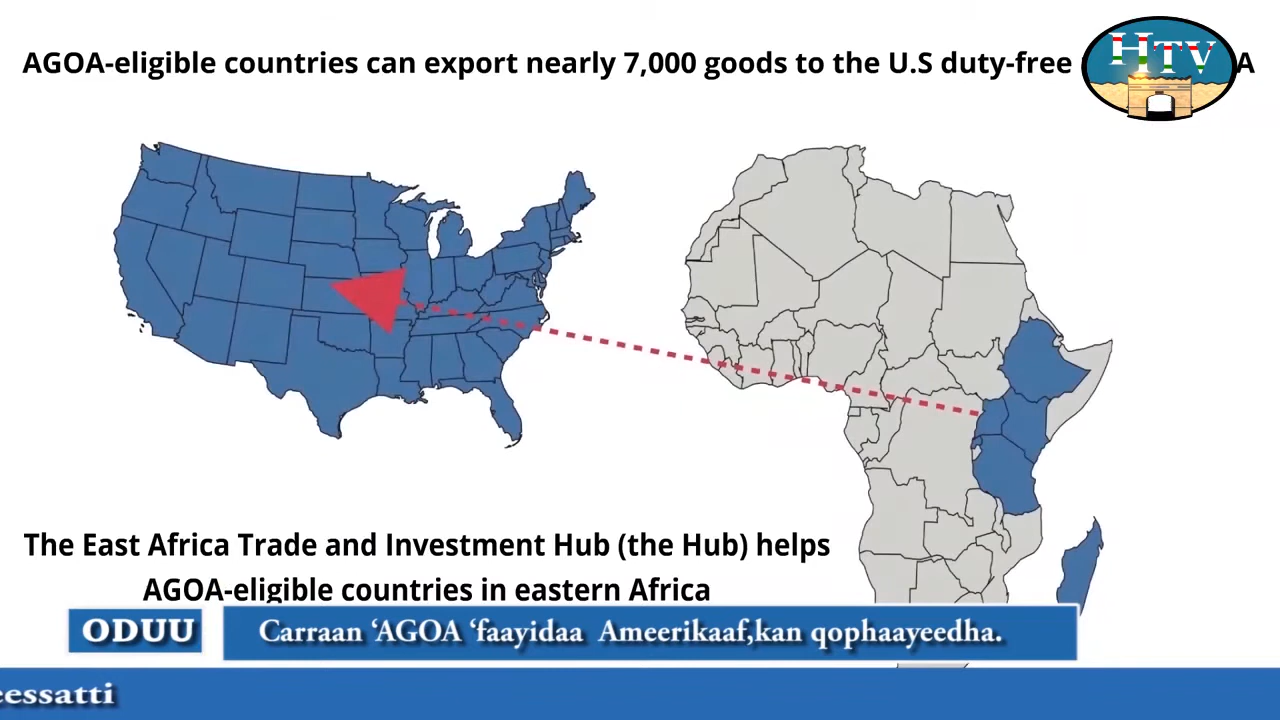 AGOA-eligible countries can export nearly 7,000 goods to the U.S duty-free
HTV
The East Africa Trade and Investment Hub (the Hub) helps
AGOA-eligible countries in eastern Africa
ODUU
Carraan ‘AGOA ‘faayidaa Ameerikaaf,kan qophaayeedha.
eessatti